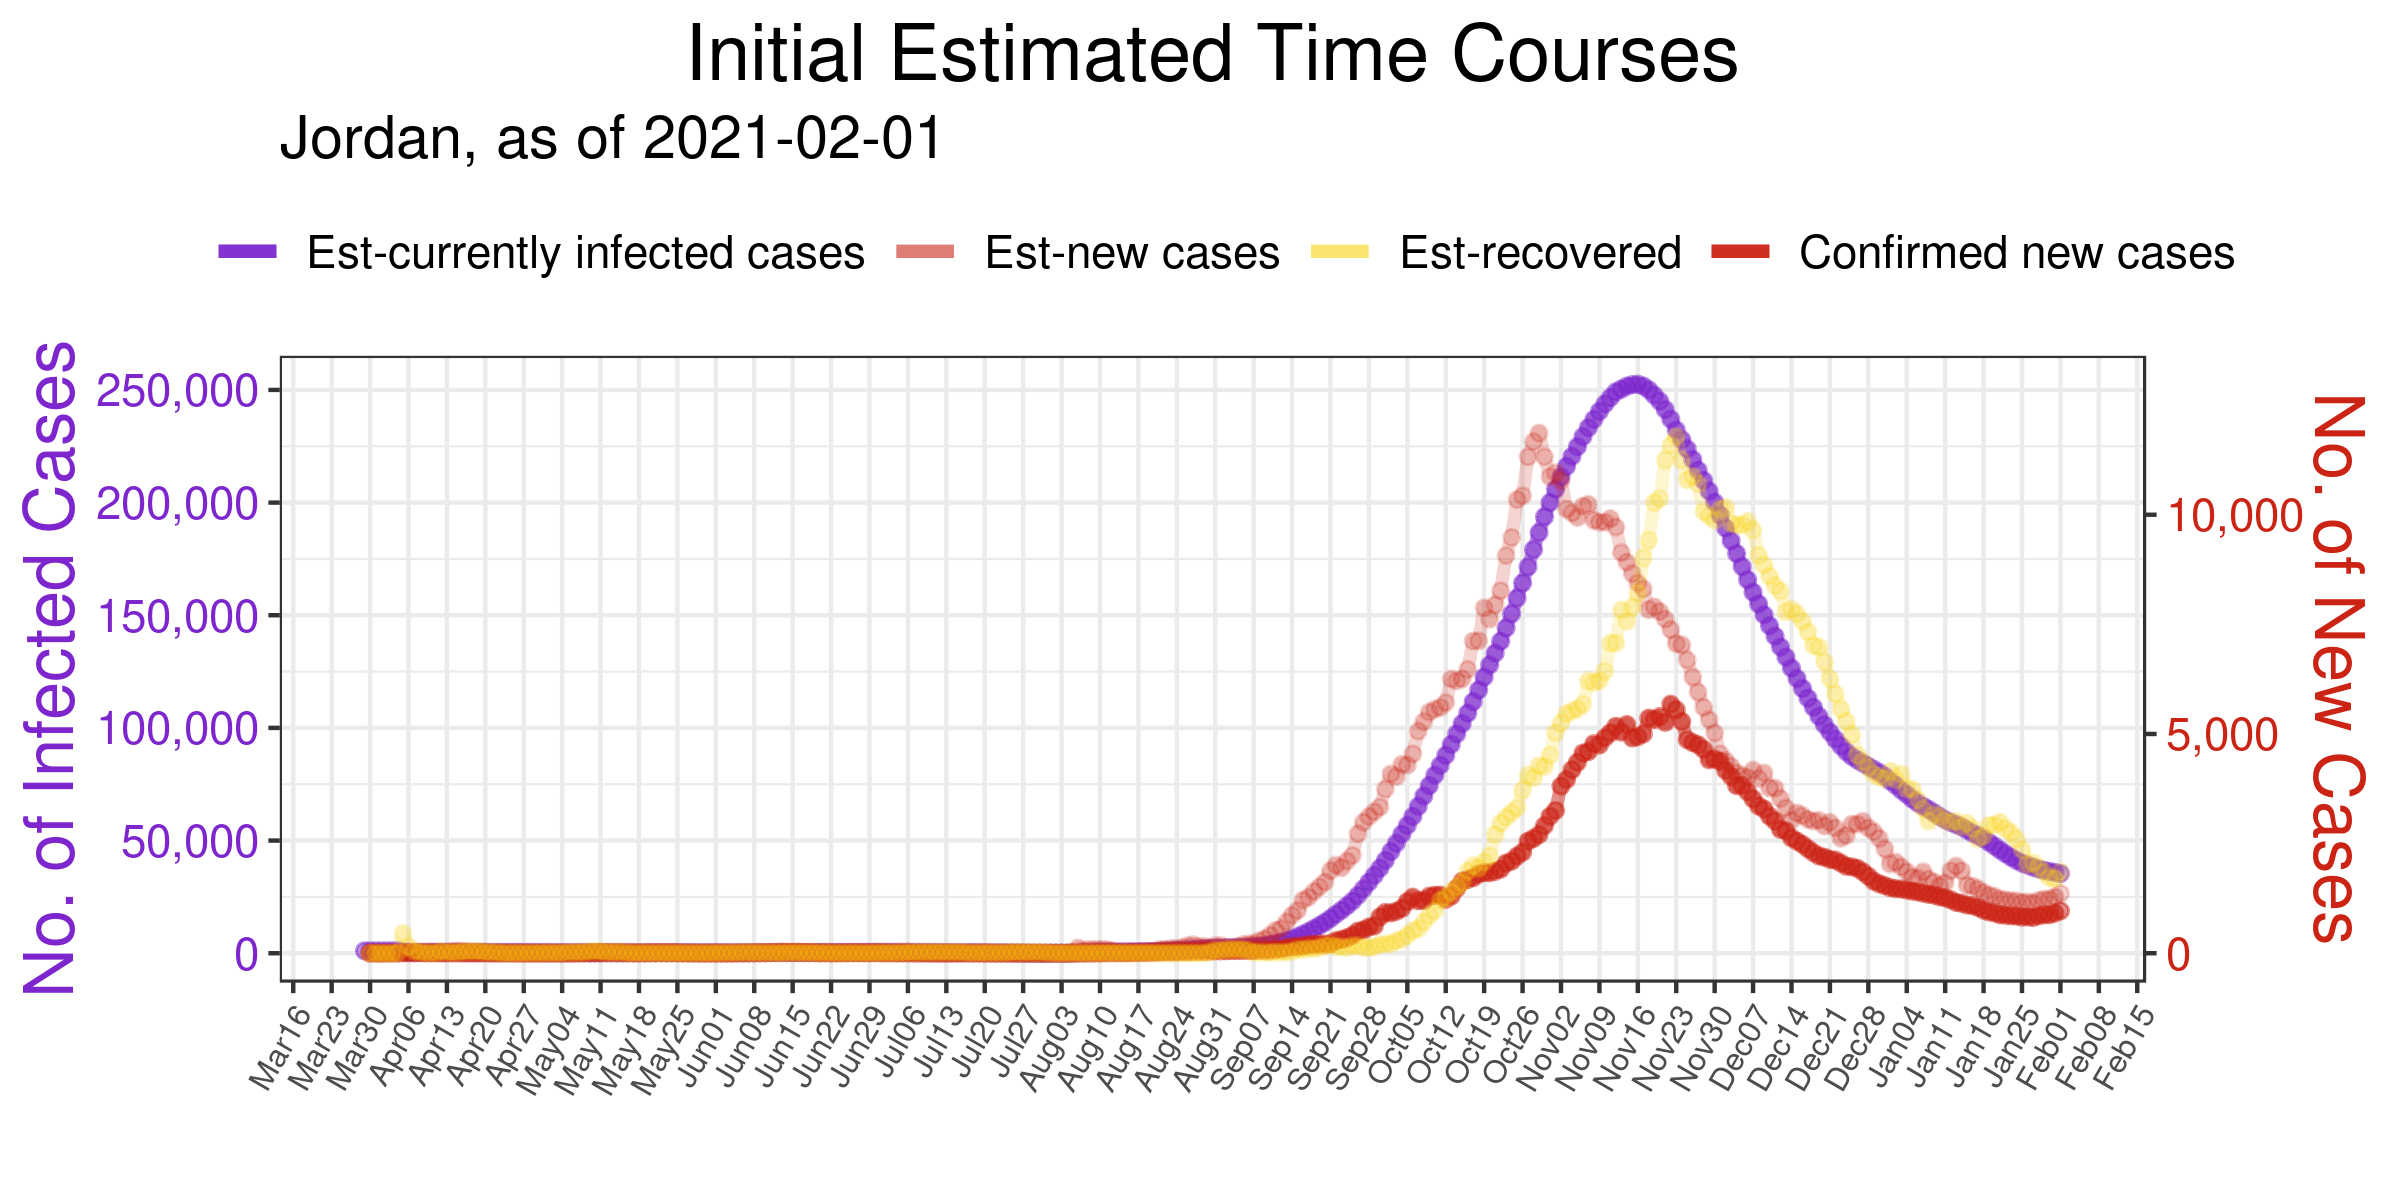 Initial Estimated Time Courses
Jordan, as of 2021-02-01
Est-currently infected cases Est-new cases Est-recovered Confirmed new cases
No. of Infected Cases
250,000
200,000
150,000
100,000
50,000
0
10,000
5,000
0
No. of New Cases
Mar16 Mar23 Mar30 Apr06 Apr13 Apr20 Apr27 May04 May11 May18 May25 Jun01 Jun08 Jun15 Jun22 Jun29 Jul06 Jul13 Jul20 Jul27 Aug03 Aug10 Aug17 Aug24 Aug31 Sep07 Sep14 Sep21 Sep28 Oct05 Oct12 Oct19 Oct26 Nov02 Nov09 Nov16 Nov23 Nov30 Dec07 Dec14 Dec21 Dec28 Jan04 Jan11 Jan18 Jan25 Feb01 Feb08 Feb15